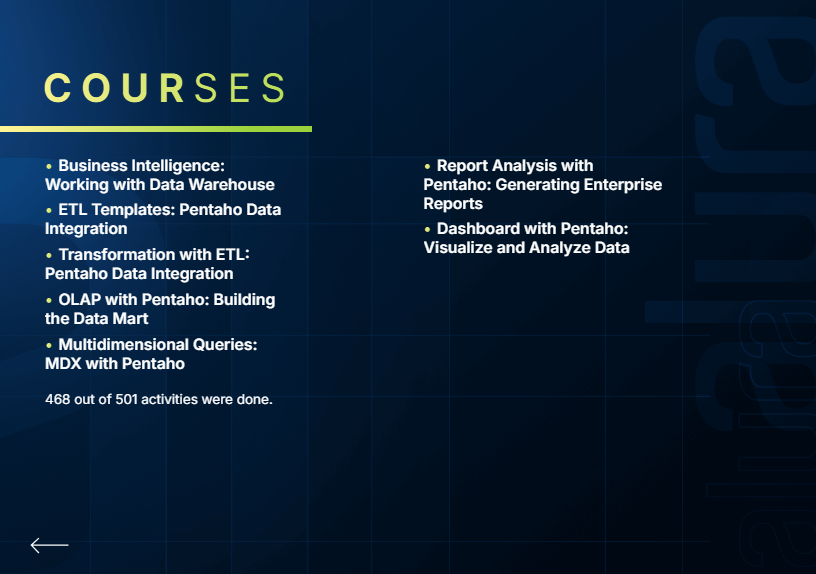 COURSES
• Business Intelligence:
Working with Data Warehouse
• ETL Templates: Pentaho Data
Integration
• Transformation with ETL:
Pentaho Data Integration
• OLAP with Pentaho: Building
the Data Mart
• Multidimensional Queries:
MDX with Pentaho
468 out of 501 activities were done.
• Report Analysis with
Pentaho: Generating Enterprise
Reports
• Dashboard with Pentaho:
Visualize and Analyze Data
alura
alura